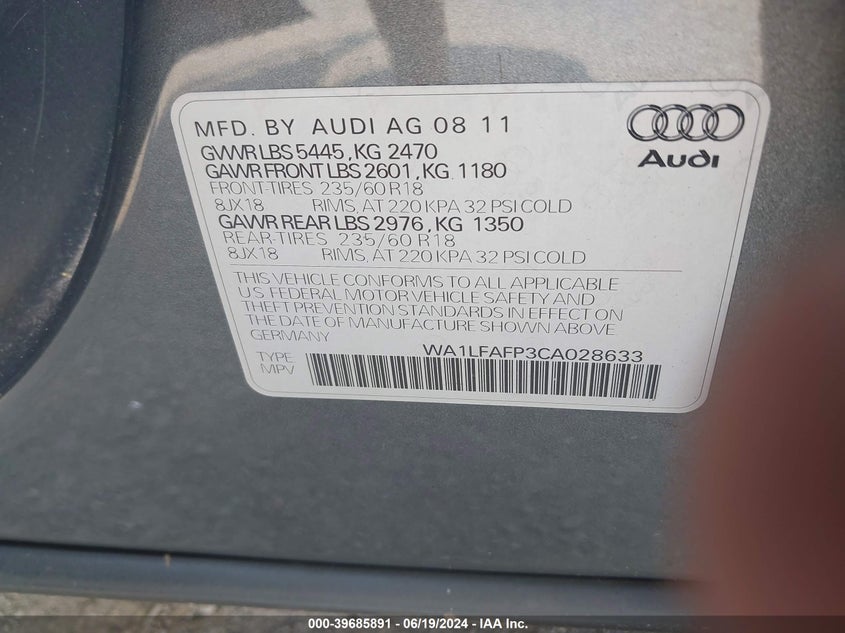 MFD. BY AUDI AG 08 11
Audi
GVWR LBS 5445, KG 2470
GAWR FRONT LBS 2601, KG 1180
FRONT-TIRES 235/60 R18
8JX18 RIMS, AT 220 KPA 32 PSI COLD
GAWR REAR LBS 2976, KG 1350
REAR-TIRES 235/60 R18
8JX18 RIMS, AT 220 KPA 32 PSI COLD
THIS VEHICLE CONFORMS TO ALL APPLICABLE
U.S. FEDERAL MOTOR VEHICLE SAFETY AND
THEFT PREVENTION STANDARDS IN EFFECT ON
THE DATE OF MANUFACTURE SHOWN ABOVE
GERMANY
WA1LFAFP3CA028633
TYPE
MPV
000-39685891 - 06/19/2024 - IAAI.COM